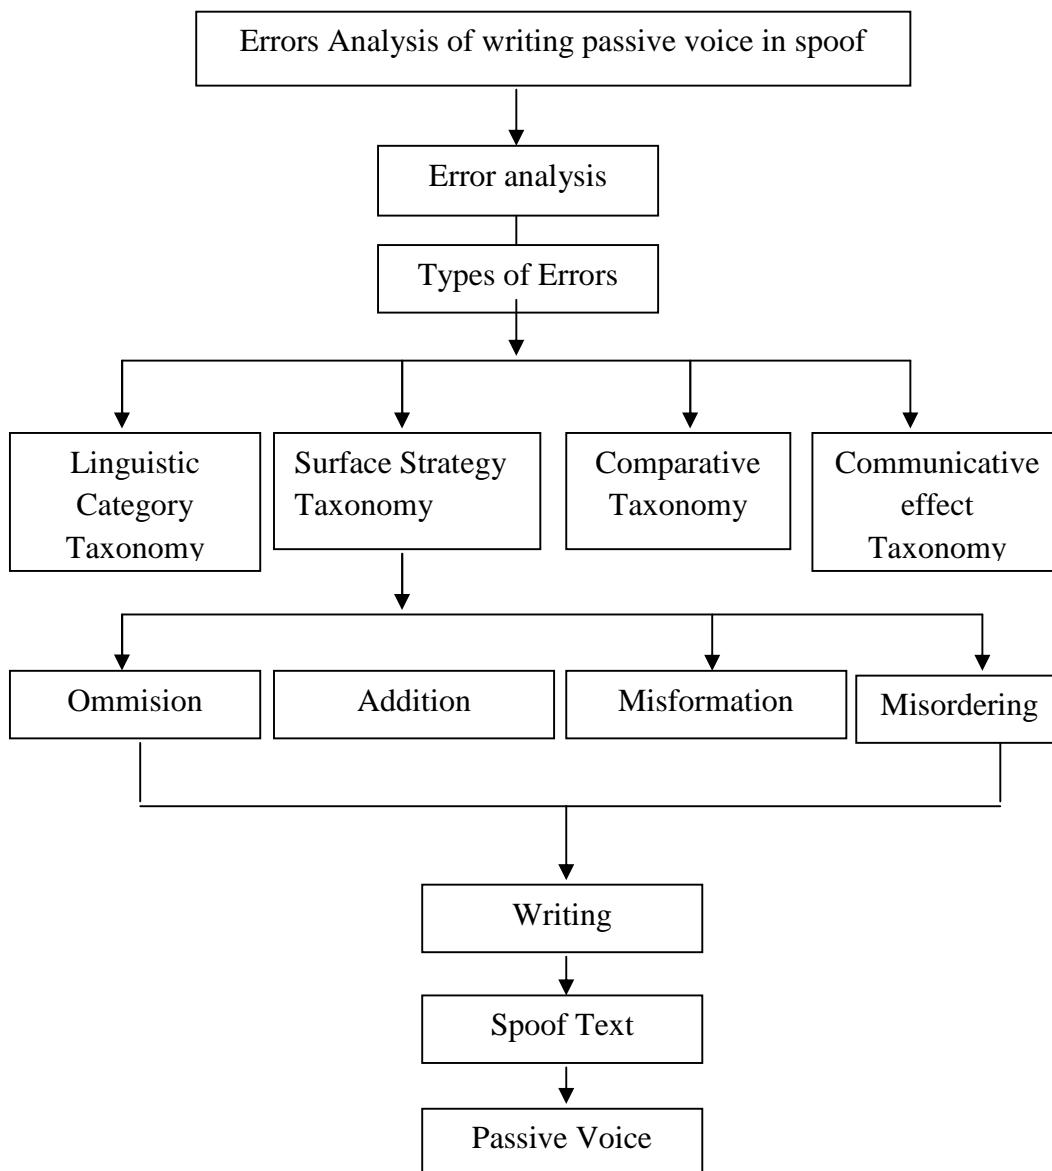 Errors Analysis of writing passive voice in spoof
Error analysis
Types of Errors
Linguistic
Category
Taxonomy
Surface Strategy
Taxonomy
Comparative
Taxonomy
Communicative
effect
Taxonomy
Ommision
Addition
Misformation
Misordering
Writing
Spoof Text
Passive Voice